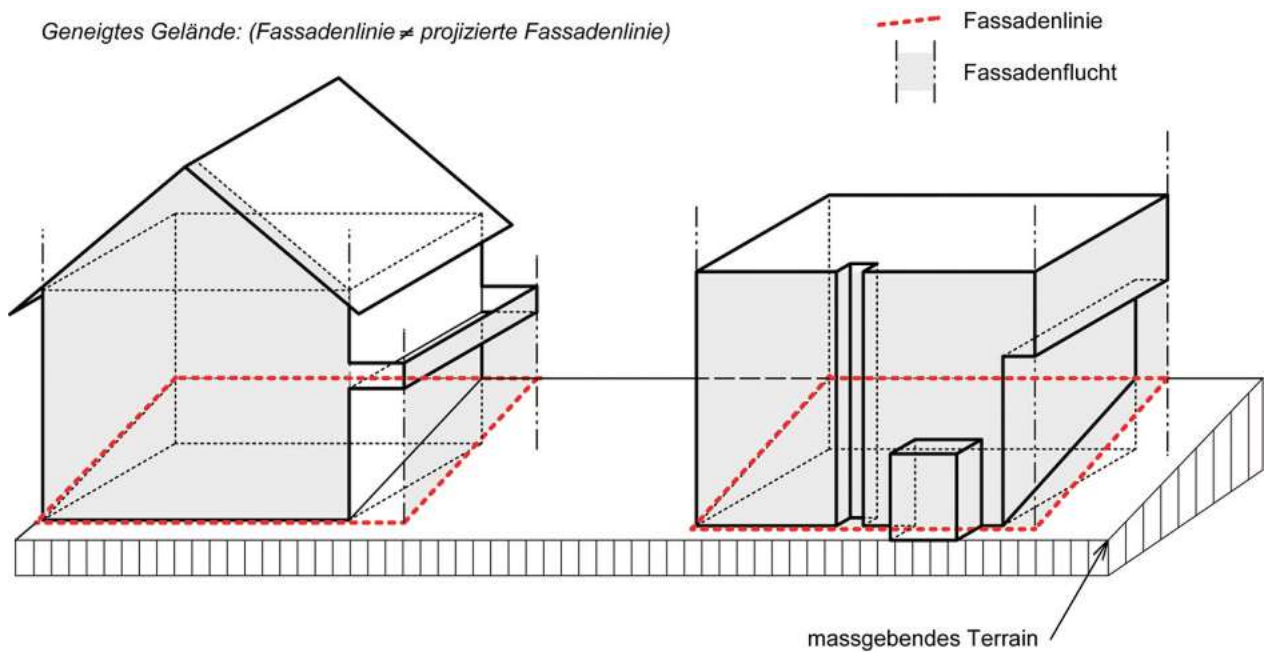 Geneigtes Gelände: (Fassadenlinie ≠ projizierte Fassadenlinie)
Fassadenlinie
Fassadenflucht
massgebendes Terrain